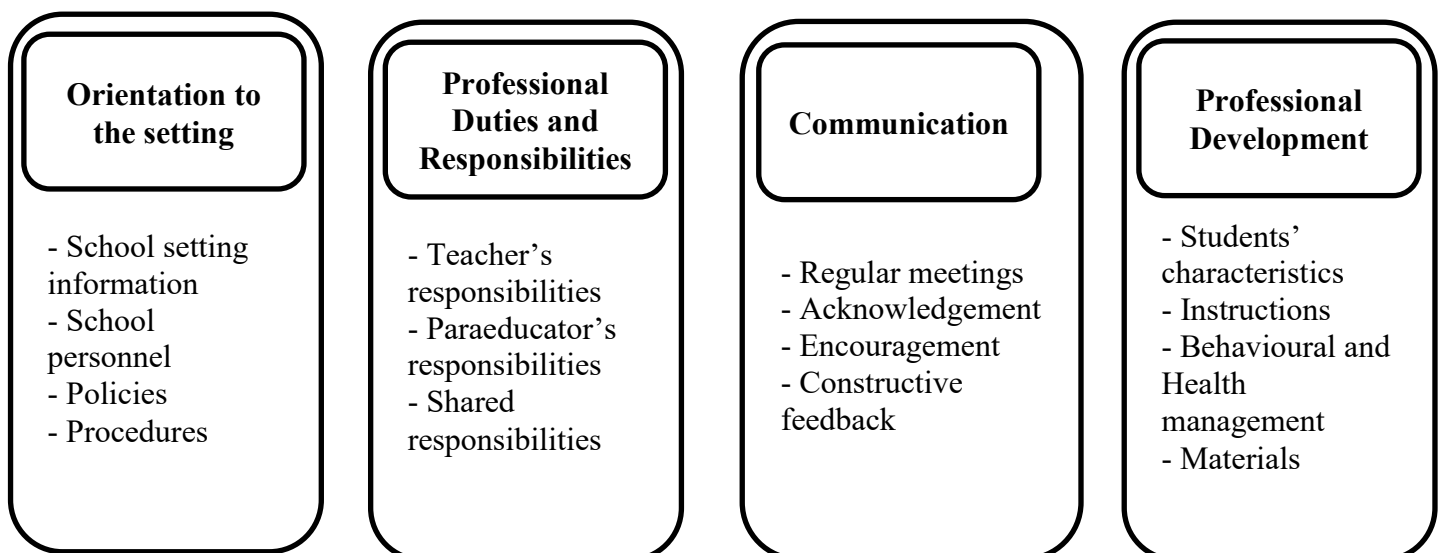 Orientation to
the setting
- School setting
information
- School
personnel
- Policies
- Procedures
Professional
Duties and
Responsibilities
- Teacher’s
responsibilities
- Paraeducator’s
responsibilities
- Shared
responsibilities
Communication
- Regular meetings
- Acknowledgement
- Encouragement
- Constructive
feedback
Professional
Development
- Students’
characteristics
- Instructions
- Behavioural and
Health
management
- Materials